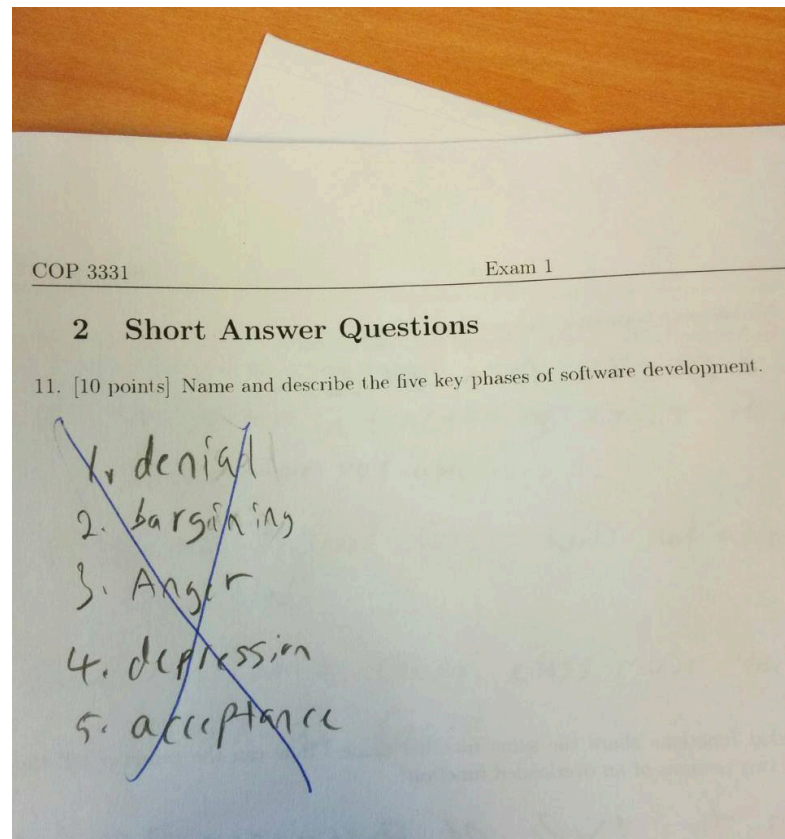 COP 3331 Exam 1
2 Short Answer Questions
11. [10 points] Name and describe the five key phases of software development.
1. denial
2. bargining
3. Anger
4. depression
5. acceptance